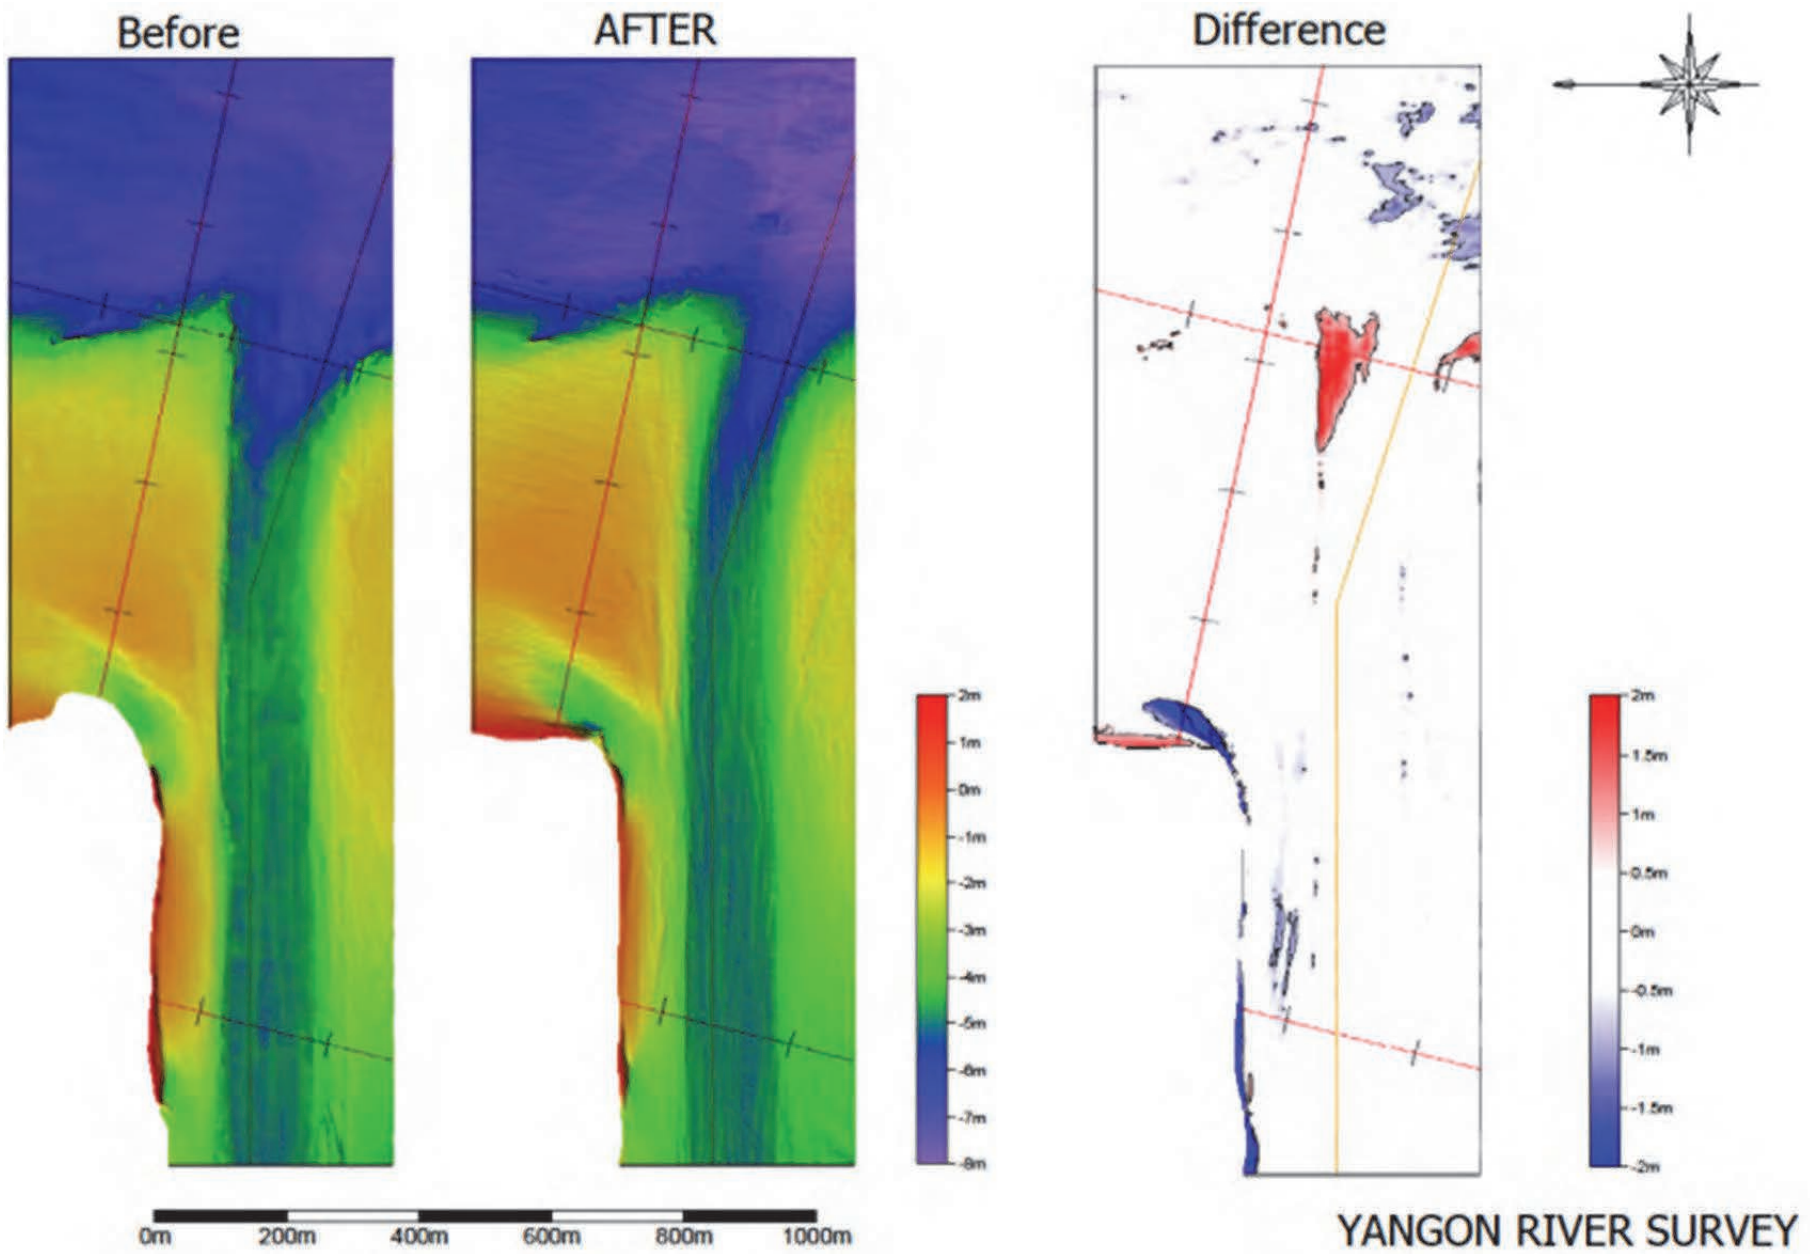 Before
AFTER
Difference
2m
1m
0m
-1m
-2m
-3m
-4m
-5m
-6m
-7m
-8m
2m
1.5m
1m
0.5m
0m
-0.5m
-1m
-1.5m
-2m
0m 200m 400m 600m 800m 1000m
YANGON RIVER SURVEY